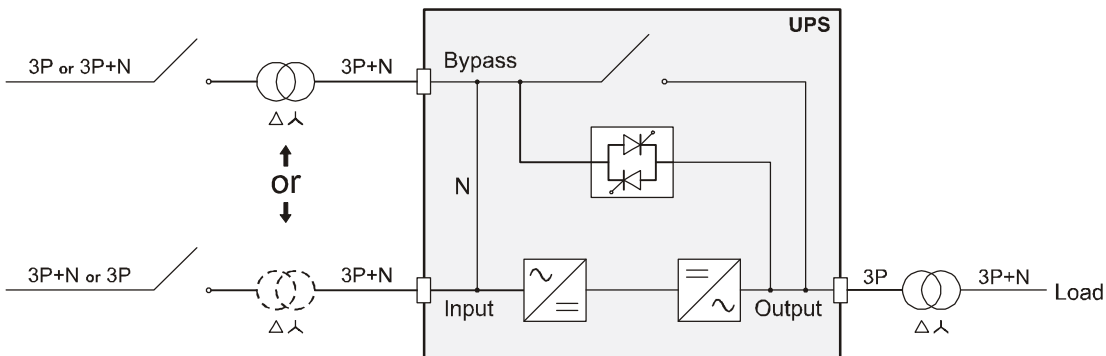 UPS
3P or 3P+N
3P+N
Bypass
or
N
3P+N or 3P
3P+N
Input
Output
3P
3P+N
Load